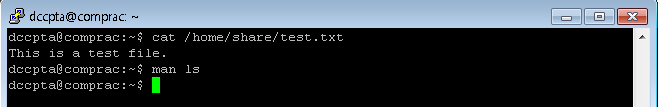 dccpta@comprac: ~
dccpta@comprac:~$ cat /home/share/test.txt
This is a test file.
dccpta@comprac:~$ man ls
dccpta@comprac:~$